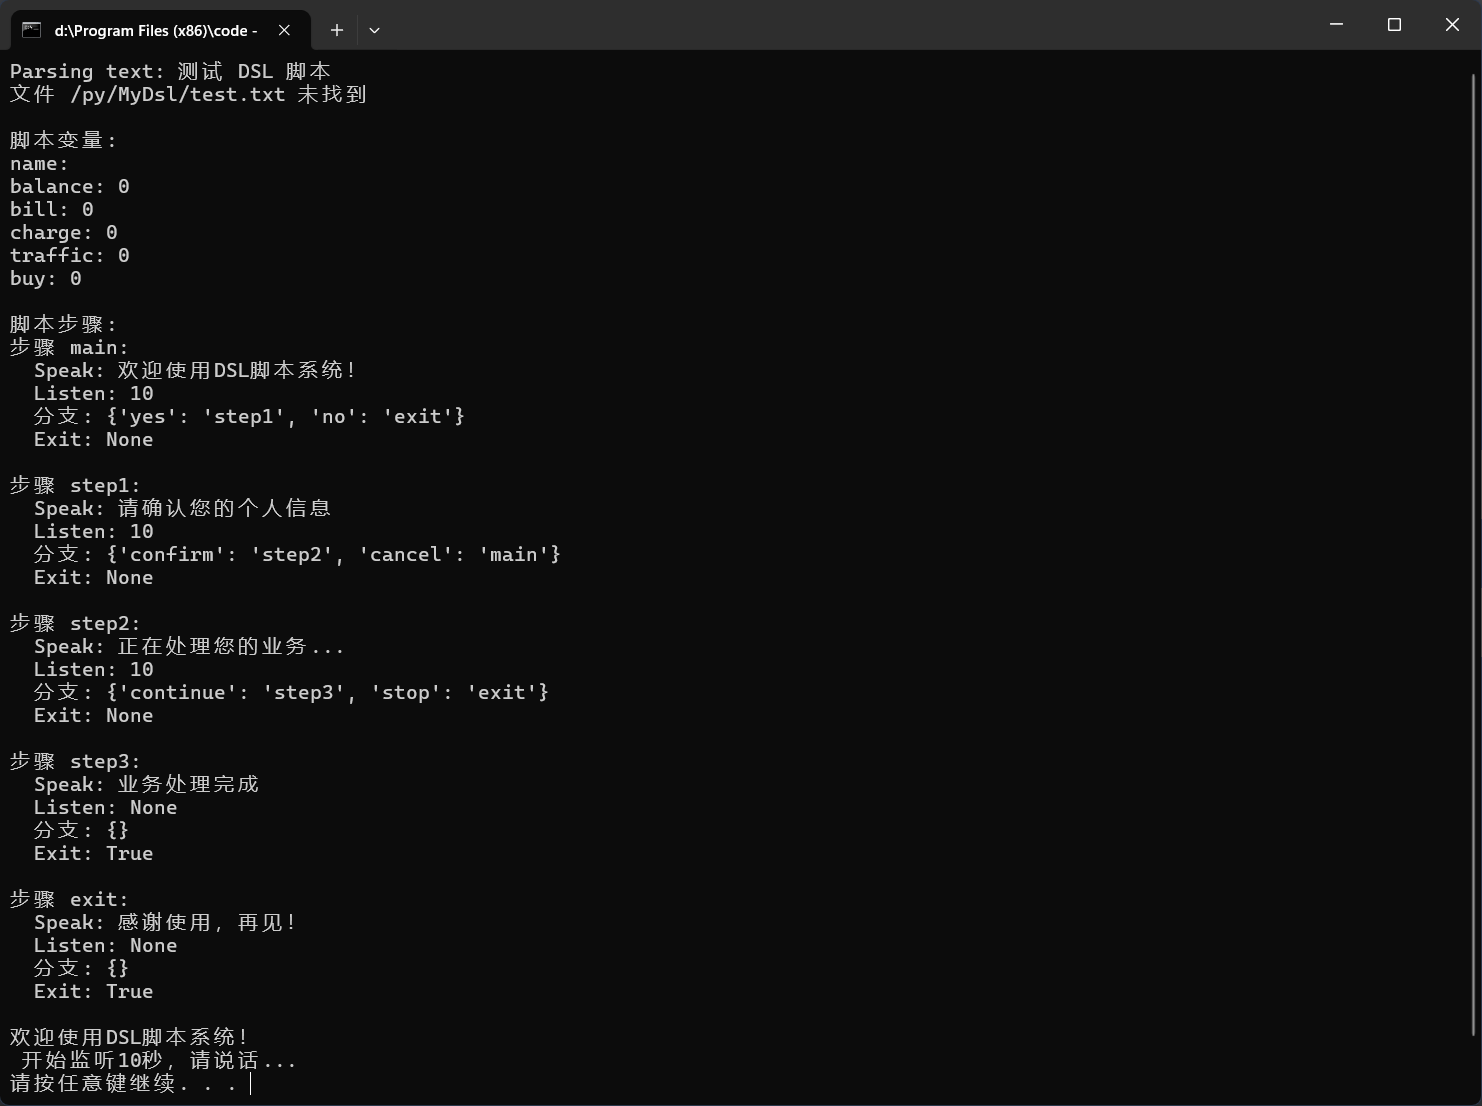 d:\Program Files (x86)\code -
Parsing text: 测试 DSL 脚本
文件 /py/MyDsl/test.txt 未找到
脚本变量:
name:
balance: 0
bill: 0
charge: 0
traffic: 0
buy: 0
脚本步骤:
步骤 main:
Speak: 欢迎使用DSL脚本系统!
Listen: 10
分支: {'yes': 'step1', 'no': 'exit'}
Exit: None
步骤 step1:
Speak: 请确认您的个人信息
Listen: 10
分支: {'confirm': 'step2', 'cancel': 'main'}
Exit: None
步骤 step2:
Speak: 正在处理您的业务...
Listen: 10
分支: {'continue': 'step3', 'stop': 'exit'}
Exit: None
步骤 step3:
Speak: 业务处理完成
Listen: None
分支: {}
Exit: True
步骤 exit:
Speak: 感谢使用，再见!
Listen: None
分支: {}
Exit: True
欢迎使用DSL脚本系统!
开始监听10秒，请说话...
请按任意键继续. . .